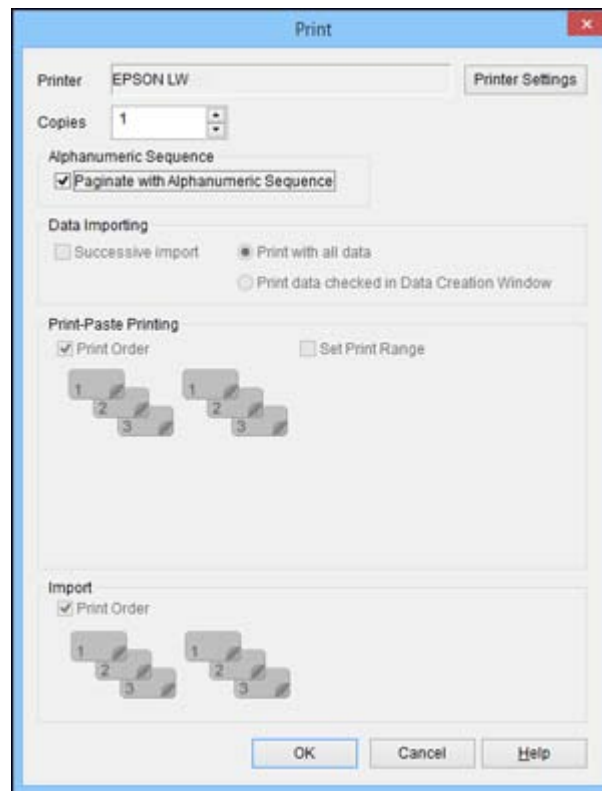 Print
Printer EPSON LW Printer Settings
Copies 1
Alphanumeric Sequence
Paginate with Alphanumeric Sequence
Data Importing
Successive import Print with all data
Print data checked in Data Creation Window
Print-Paste Printing
Print Order Set Print Range
1 1
2 2
3 3
Import
Print Order
1 1
2 2
3 3
OK Cancel Help